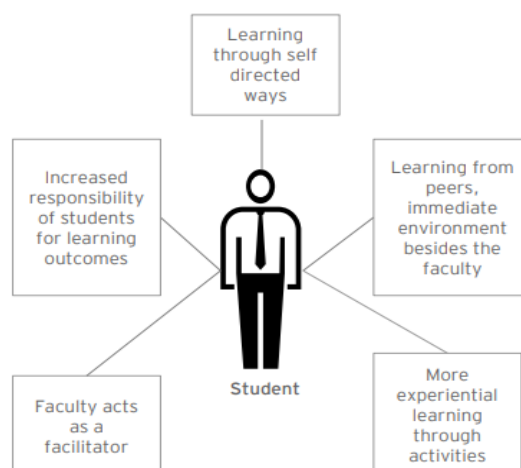 Learning
through self
directed
ways
Increased
responsibility
of students
for learning
outcomes
Learning from
peers,
immediate
environment
besides the
faculty
Student
Faculty acts
as a
facilitator
More
experiential
learning
through
activities